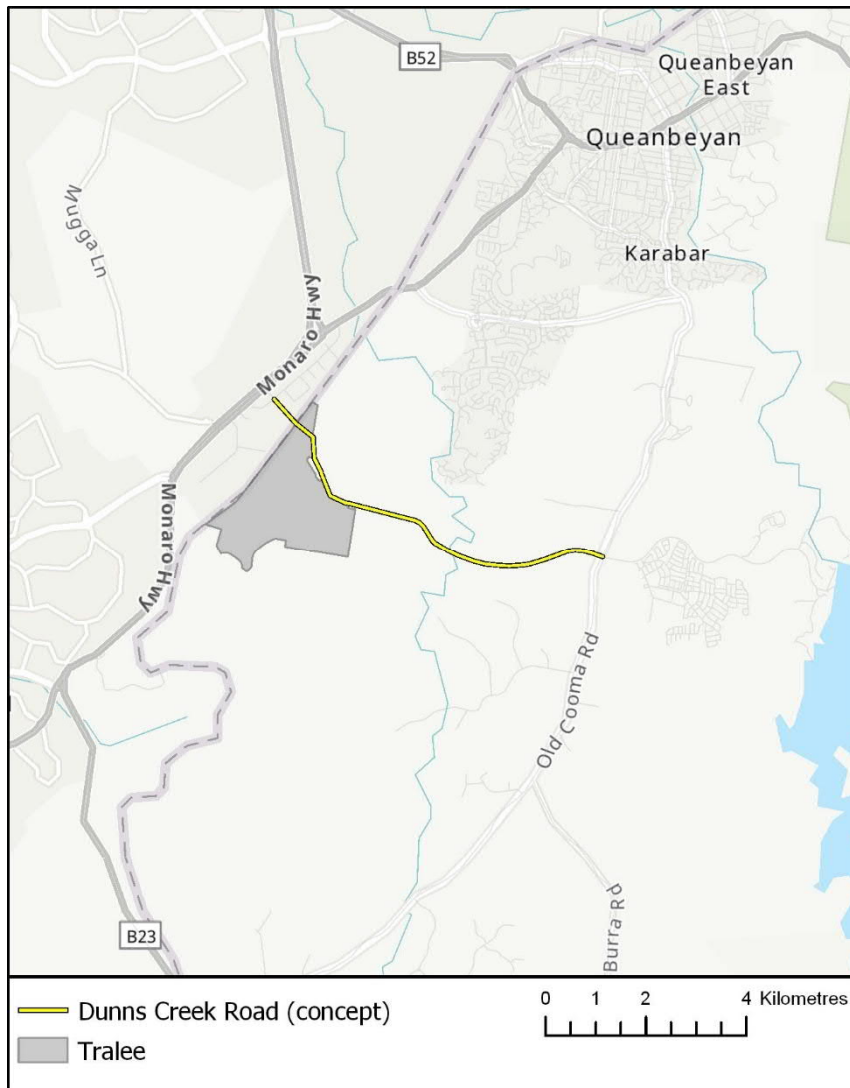 B52
Queanbeyan
East
Queanbeyan
Mugga Ln
Karabar
Monaro Hwy
Monaro Hwy
Old Cooma Rd
Burra Rd
B23
Dunns Creek Road (concept)
Tralee
0 1 2 4 Kilometres